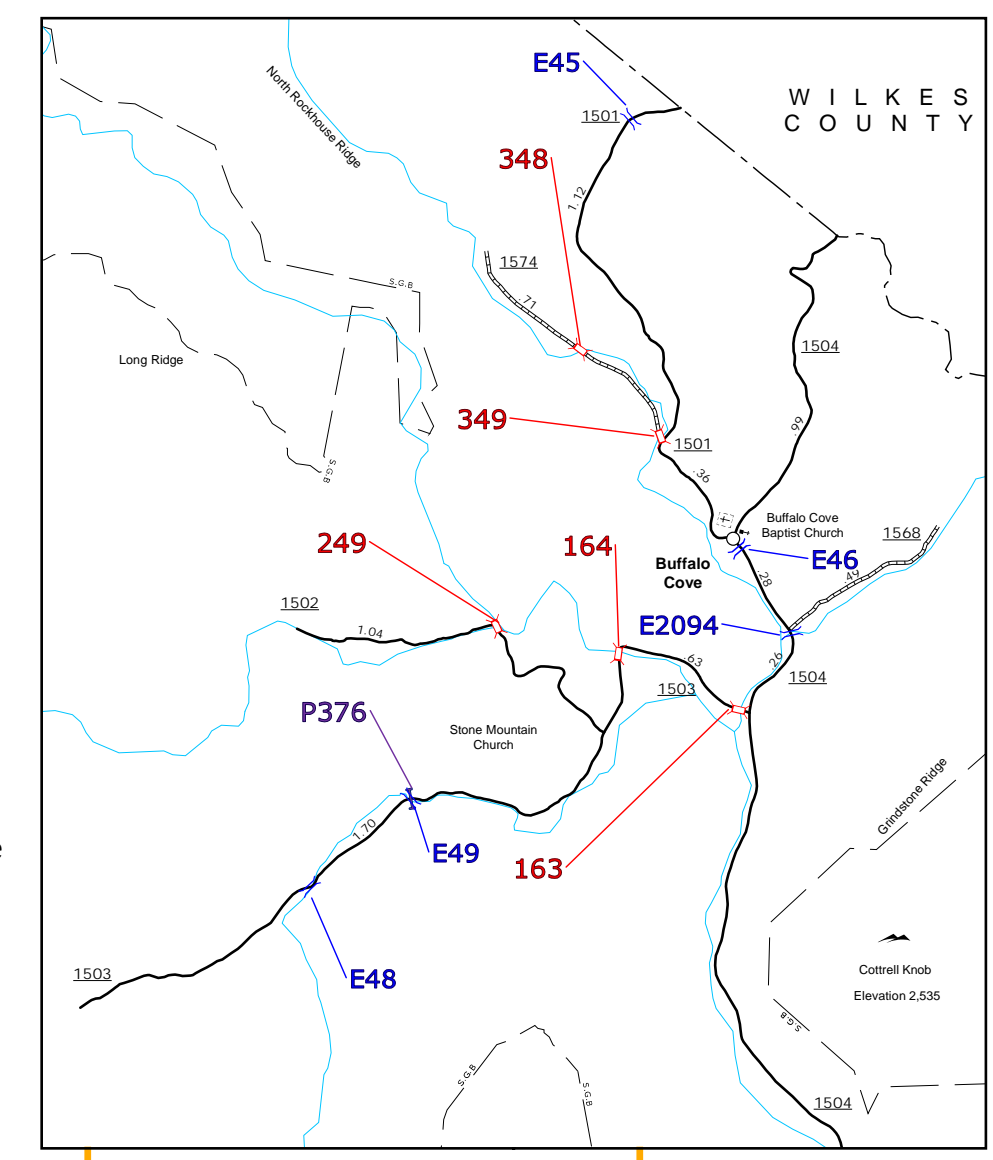 E45
WILKES
COUNTY
1501
North Rockhouse Ridge
348
1.12
1574
.71
S.G.B
1504
Long Ridge
349
1501
.99
.36
S.G.B
Buffalo Cove
Baptist Church
1568
249
164
Buffalo
Cove
E46
.49
.28
1502
1.04
E2094
.63
.26
1503
1504
P376
Stone Mountain
Church
Grindstone Ridge
1.70
E49
163
1503
E48
Cottrell Knob
Elevation 2,535
S.G.B
S.G.B
S.G.B
1504